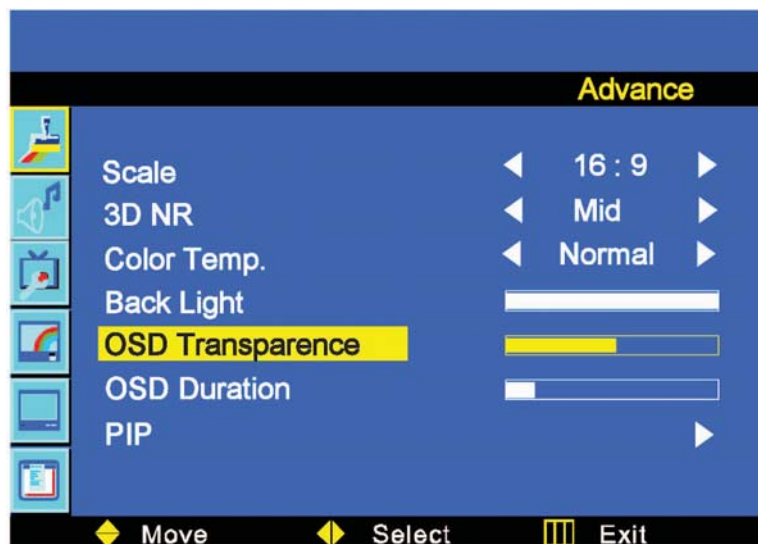 Advance
Scale 16 : 9
3D NR Mid
Color Temp. Normal
Back Light
OSD Transparence
OSD Duration
PIP
Move Select Exit